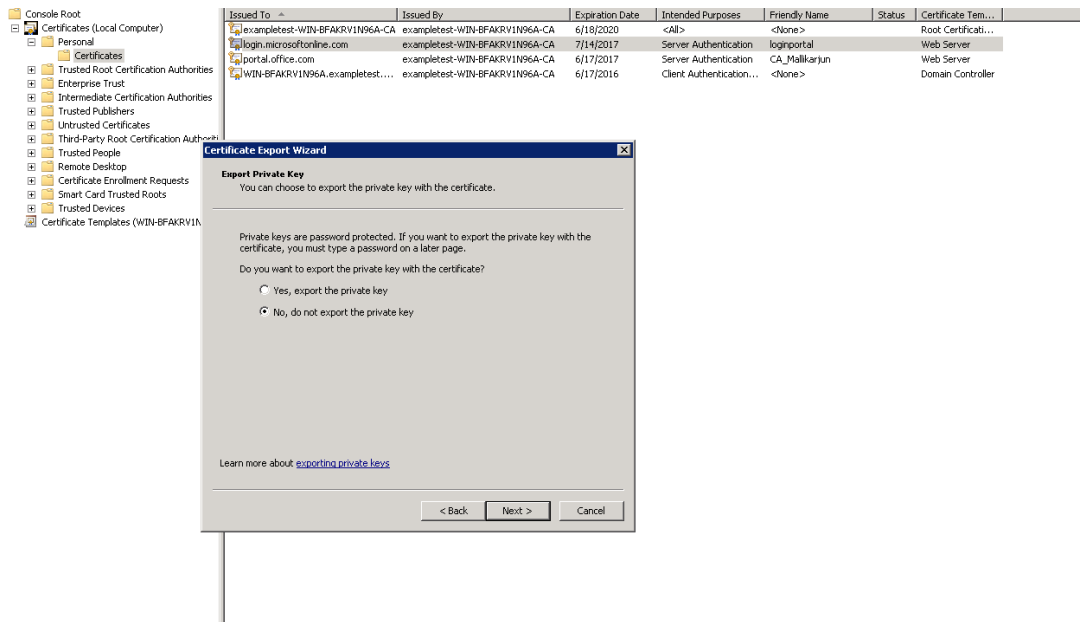 Console Root
Certificates (Local Computer)
Personal
Certificates
Trusted Root Certification Authorities
Enterprise Trust
Intermediate Certification Authorities
Trusted Publishers
Untrusted Certificates
Third-Party Root Certification Authoriti
Trusted People
Remote Desktop
Certificate Enrollment Requests
Smart Card Trusted Roots
Trusted Devices
Certificate Templates (WIN-BFAKRV1N
Issued To Issued By Expiration Date Intended Purposes Friendly Name Status Certificate Tem...
exampletest-WIN-BFAKRV1N96A-CA exampletest-WIN-BFAKRV1N96A-CA 6/18/2020 <All> <None> Root Certificati...
login.microsoftonline.com exampletest-WIN-BFAKRV1N96A-CA 7/14/2017 Server Authentication loginportal Web Server
portal.office.com exampletest-WIN-BFAKRV1N96A-CA 6/17/2017 Server Authentication CA_Mallikarjun Web Server
WIN-BFAKRV1N96A.exampletest.... exampletest-WIN-BFAKRV1N96A-CA 6/17/2016 Client Authentication... <None> Domain Controller
Certificate Export Wizard
Export Private Key
You can choose to export the private key with the certificate.
Private keys are password protected. If you want to export the private key with the
certificate, you must type a password on a later page.
Do you want to export the private key with the certificate?
Yes, export the private key
No, do not export the private key
Learn more about exporting private keys
< Back Next > Cancel